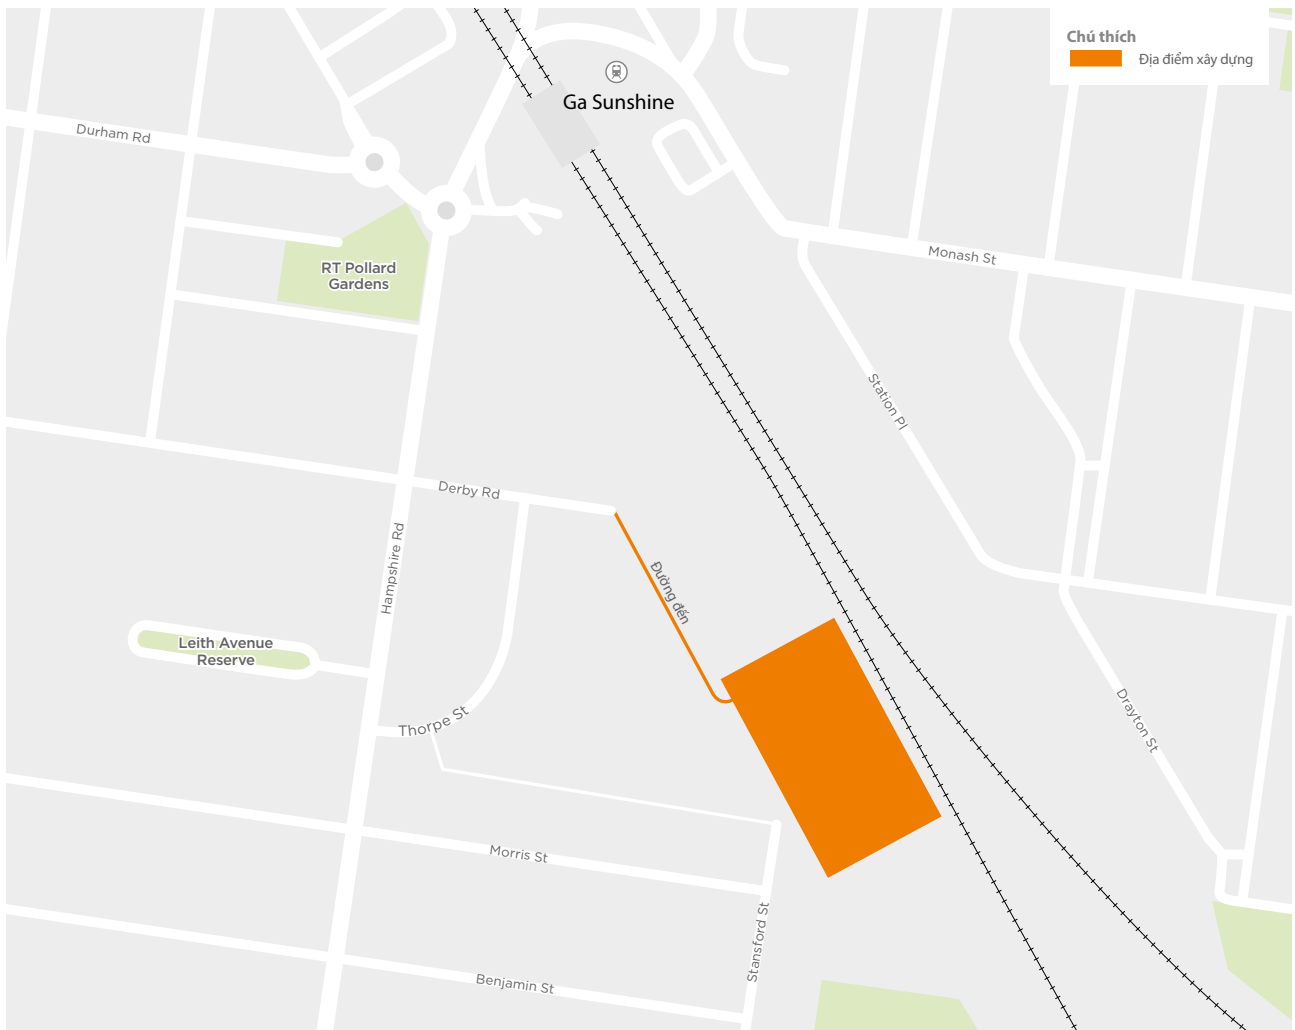 Chú thích
Địa điểm xây dựng
Ga Sunshine
Durham Rd
Monash St
RT Pollard
Gardens
Station Pl
Derby Rd
Hampshire Rd
Đường đến
Leith Avenue
Reserve
Thorpe St
Drayton St
Morris St
Stansford St
Benjamin St